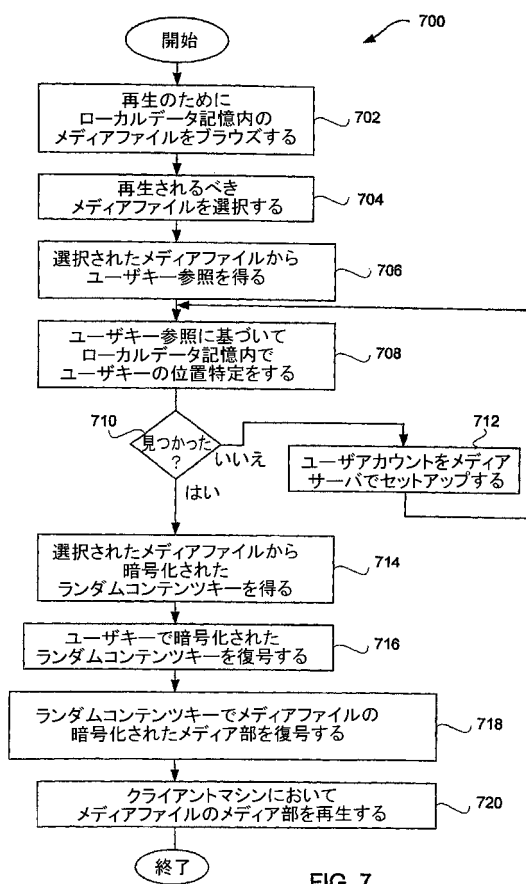 700
開始
再生のために
ローカルデータ記憶内の
メディアファイルをブラウズする
702
再生されるべき
メディアファイルを選択する
704
選択されたメディアファイルから
ユーザキー参照を得る
706
ユーザキー参照に基づいて
ローカルデータ記憶内で
ユーザキーの位置特定をする
708
710
見つかった
?
いいえ
はい
712
ユーザアカウントをメディア
サーバでセットアップする
選択されたメディアファイルから
暗号化された
ランダムコンテンツキーを得る
714
ユーザキーで暗号化された
ランダムコンテンツキーを復号する
716
ランダムコンテンツキーでメディアファイルの
暗号化されたメディア部を復号する
718
クライアントマシンにおいて
メディアファイルのメディア部を再生する
720
終了
FIG. 7